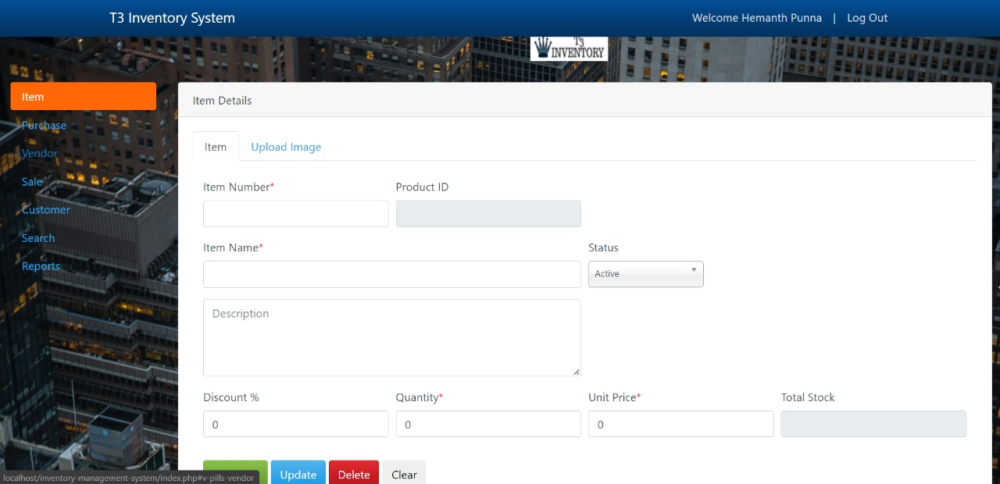 T3 Inventory System
Welcome Hemanth Punna | Log Out
T3
INVENTORY
Item
Purchase
Vendor
Sale
Customer
Search
Reports
Item Details
Item
Upload Image
Item Number*
Product ID
Item Name*
Status
Active
Description
Discount %
Quantity*
Unit Price*
Total Stock
0
0
0
Update
Delete
Clear
localhost/inventory-management-system/index.php#v-pills-vendor